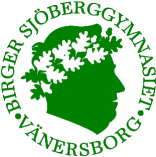 BIRGER SJÖBERGGYMNASIET
• VÄNERSBORG •